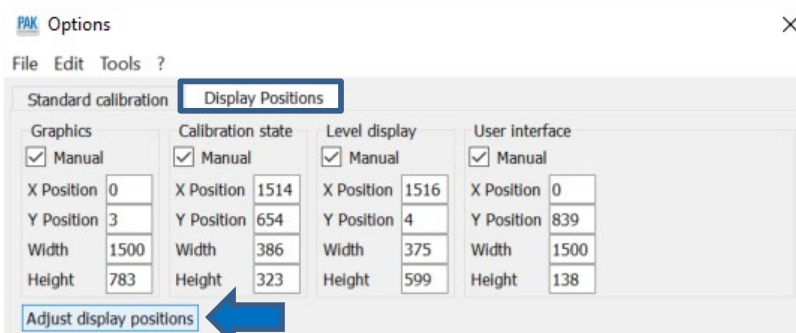 PAK Options
File Edit Tools ?
Standard calibration Display Positions
Graphics Calibration state Level display User interface
Manual Manual Manual Manual
X Position 0 X Position 1514 X Position 1516 X Position 0
Y Position 3 Y Position 654 Y Position 4 Y Position 839
Width 1500 Width 386 Width 375 Width 1500
Height 783 Height 323 Height 599 Height 138
Adjust display positions